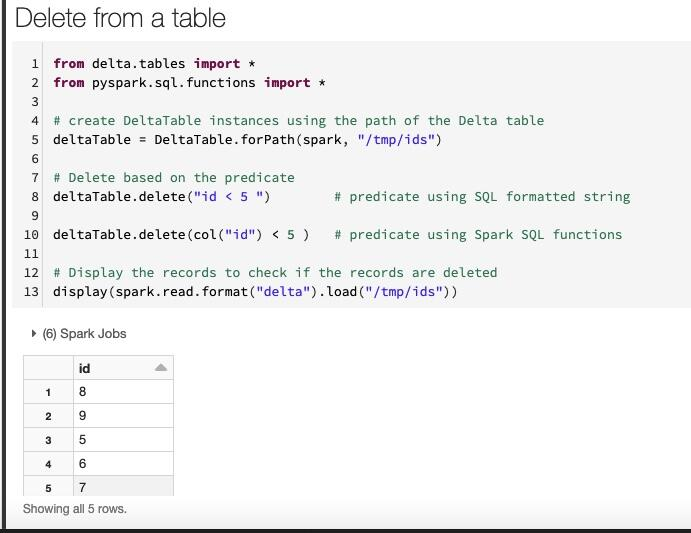 Delete from a table
1 from delta.tables import *
2 from pyspark.sql.functions import *
3
4 # create DeltaTable instances using the path of the Delta table
5 deltaTable = DeltaTable.forPath(spark, "/tmp/ids")
6
7 # Delete based on the predicate
8 deltaTable.delete("id < 5 ") # predicate using SQL formatted string
9
10 deltaTable.delete(col("id") < 5 ) # predicate using Spark SQL functions
11
12 # Display the records to check if the records are deleted
13 display(spark.read.format("delta").load("/tmp/ids"))
(6) Spark Jobs
id
1 8
2 9
3 5
4 6
5 7
Showing all 5 rows.